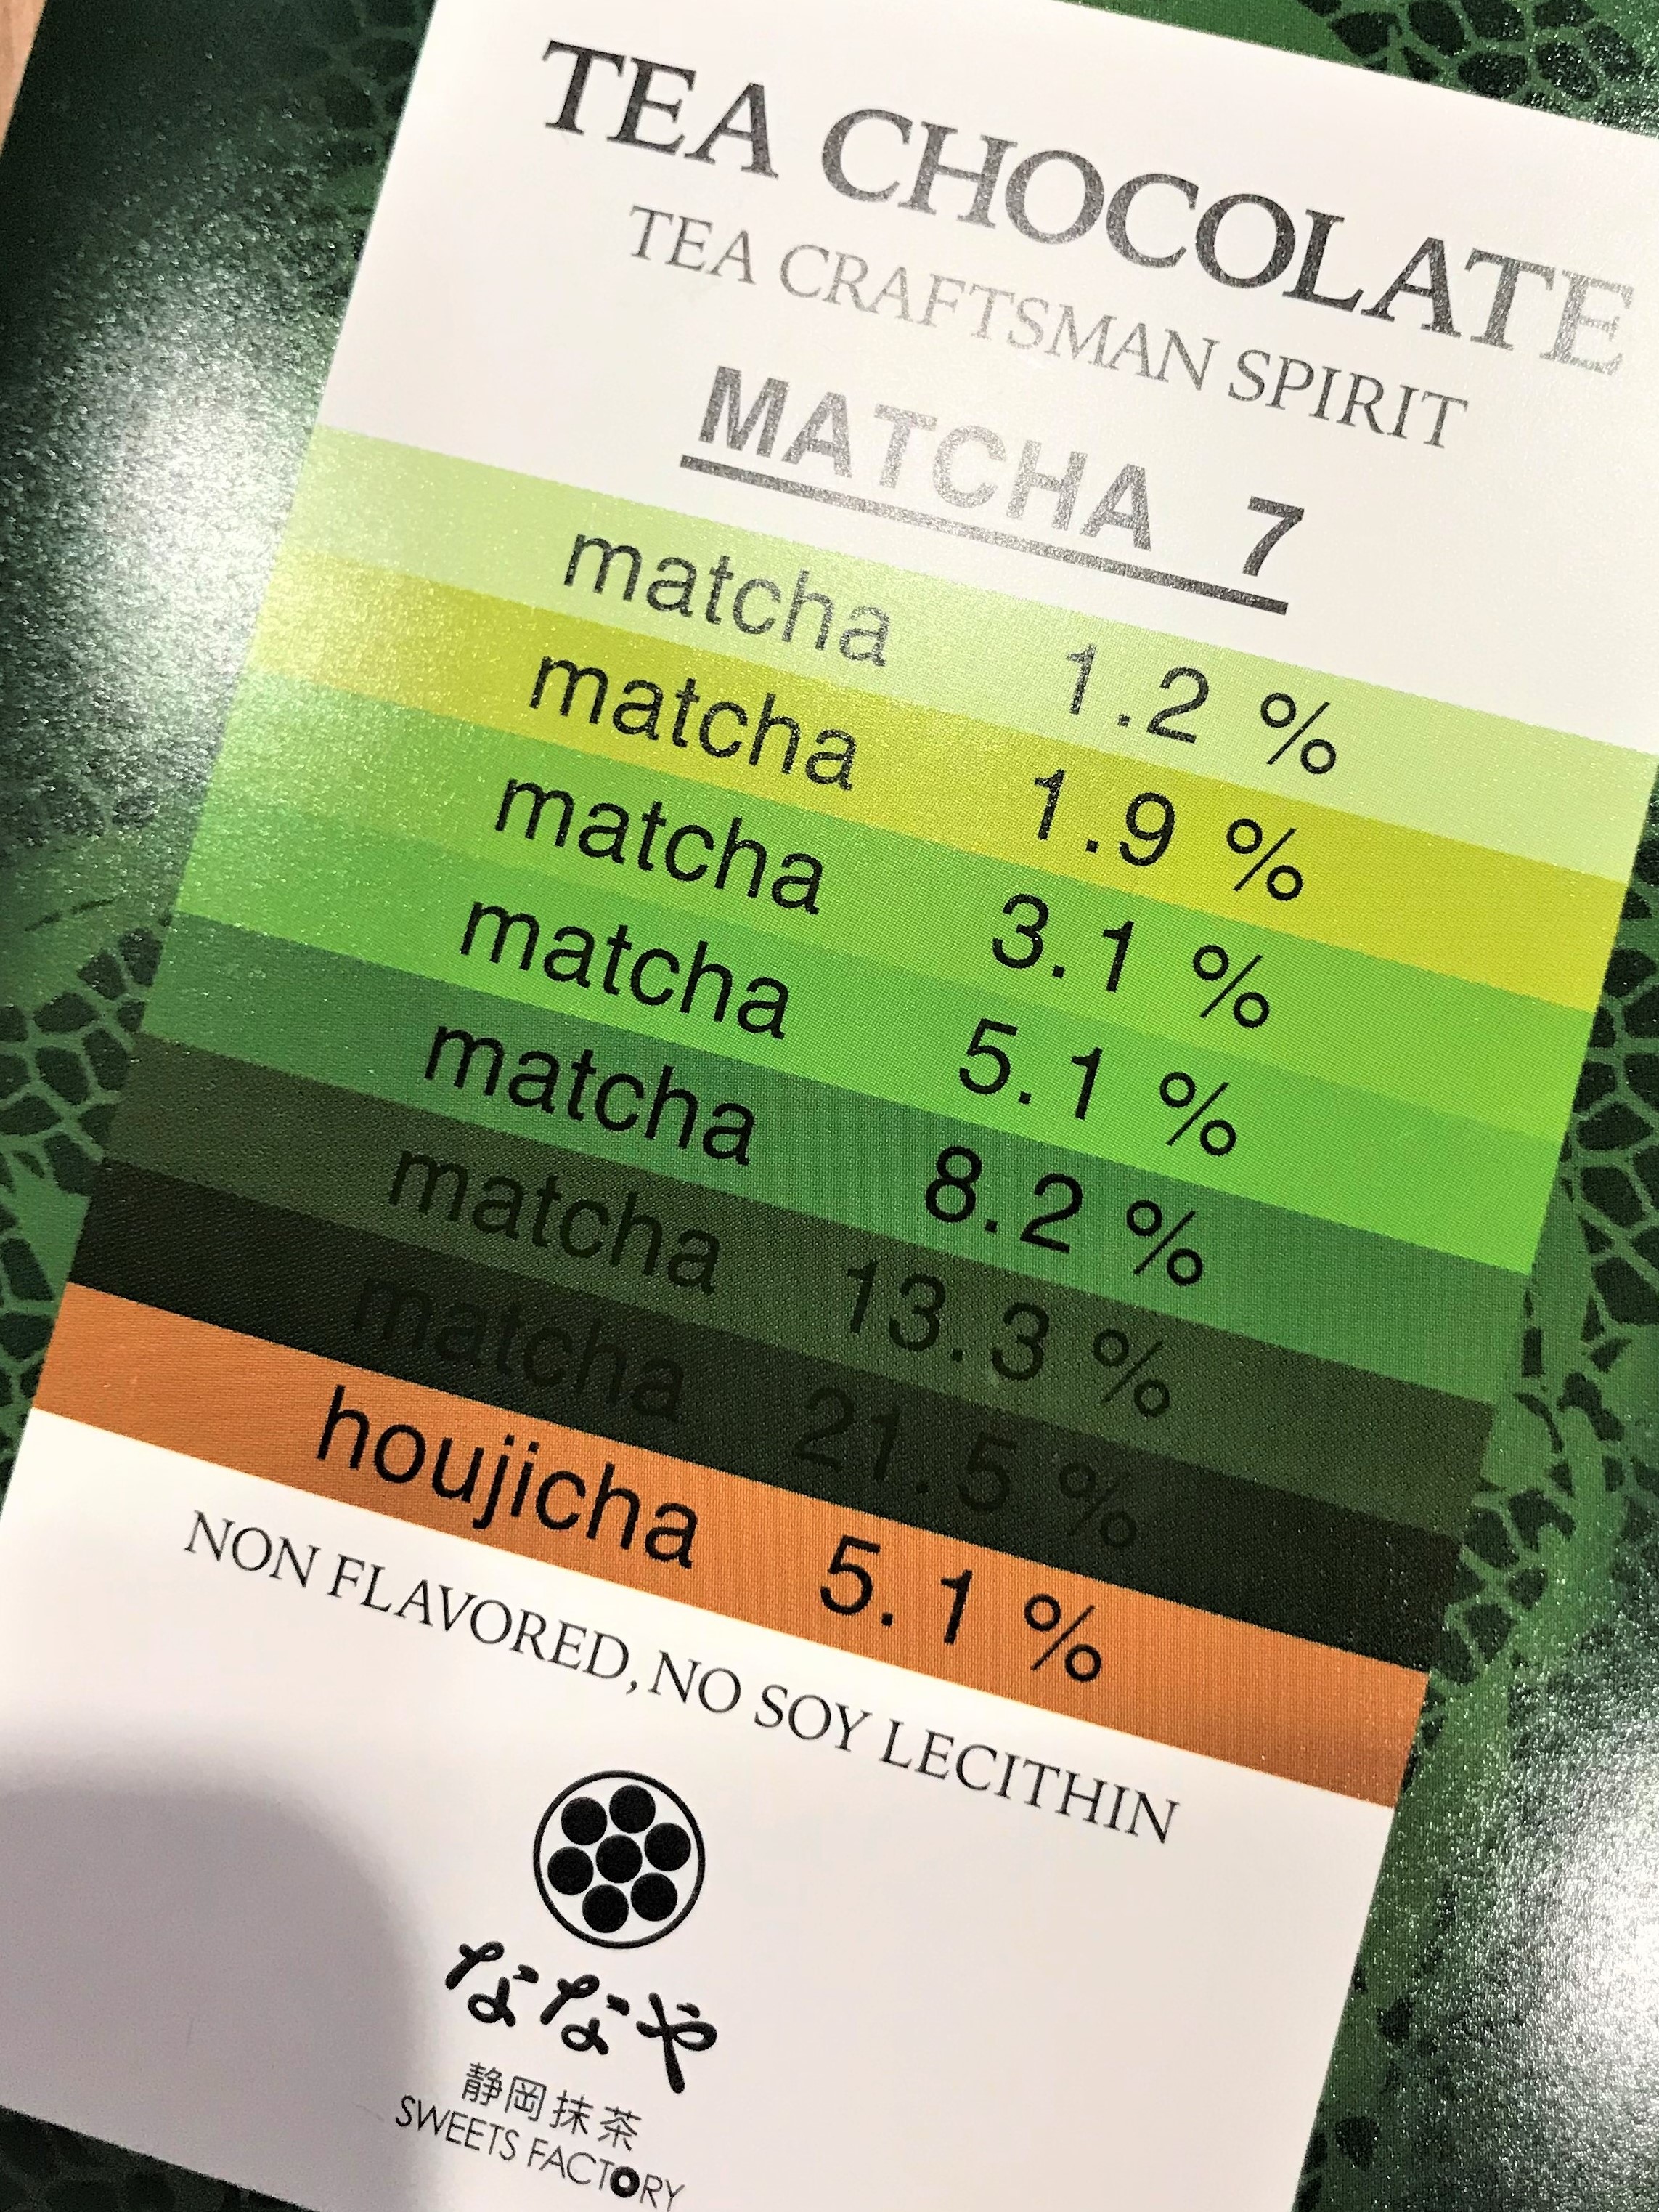 TEA CHOCOLATE
TEA CRAFTSMAN SPIRIT
MATCHA 7
matcha 1.2 %
matcha 1.9 %
matcha 3.1 %
matcha 5.1 %
matcha 8.2 %
matcha 13.3 %
matcha 21.5 %
houjicha 5.1 %
NON FLAVORED, NO SOY LECITHIN
ななや
静岡抹茶
SWEETS FACTORY